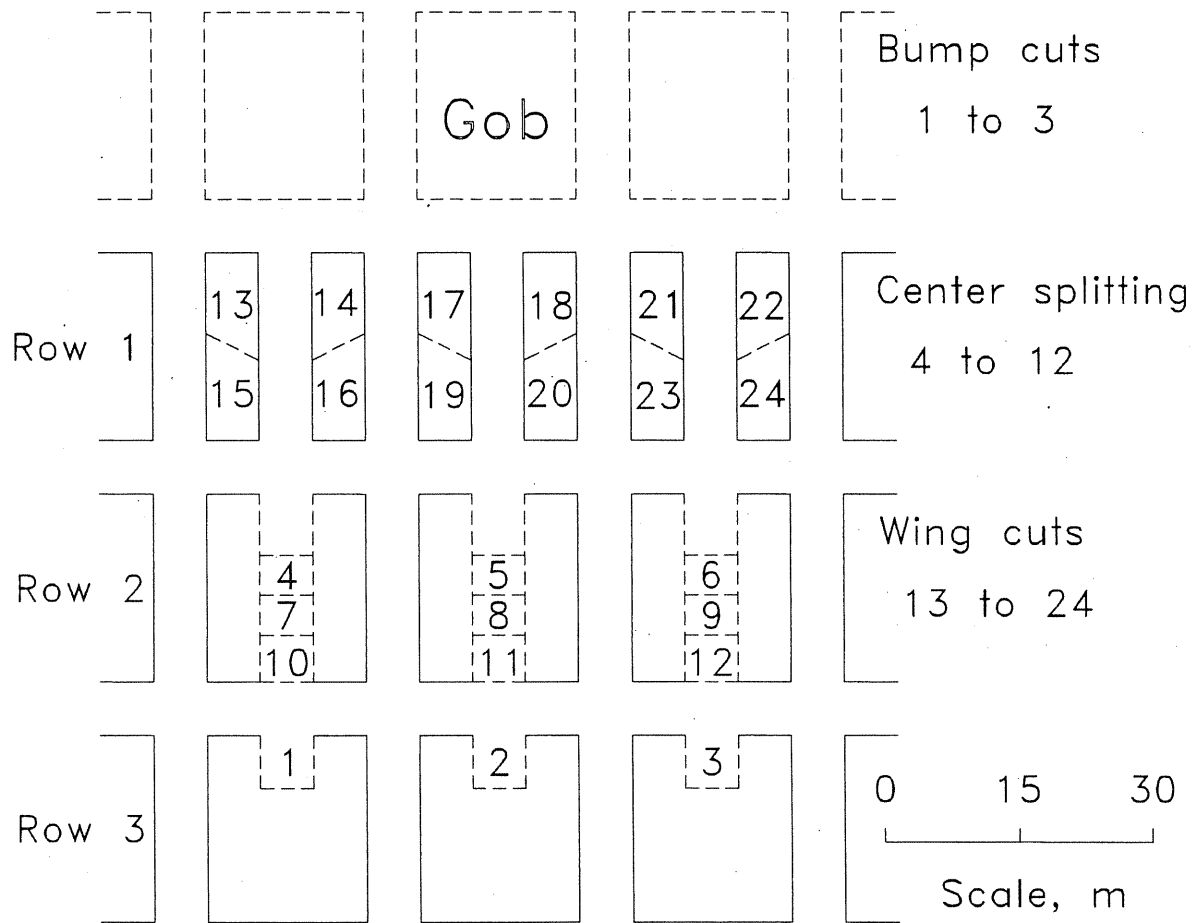 Gob
Bump cuts
1 to 3
Row 1
13 14 17 18 21 22
15 16 19 20 23 24
Center splitting
4 to 12
Row 2
4 5 6
7 8 9
10 11 12
Wing cuts
13 to 24
Row 3
1 2 3
0 15 30
Scale, m